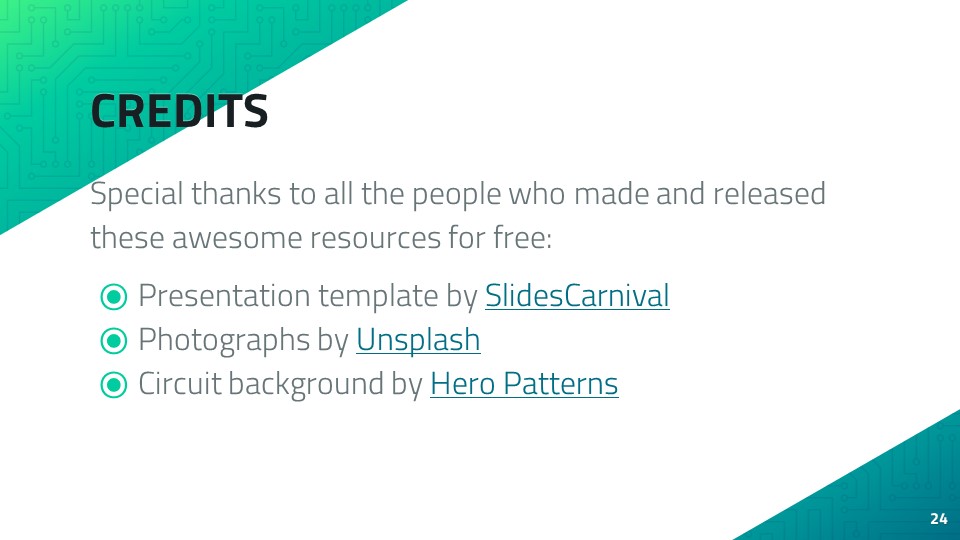 CREDITS
Special thanks to all the people who made and released
these awesome resources for free:
Presentation template by SlidesCarnival
Photographs by Unsplash
Circuit background by Hero Patterns
24